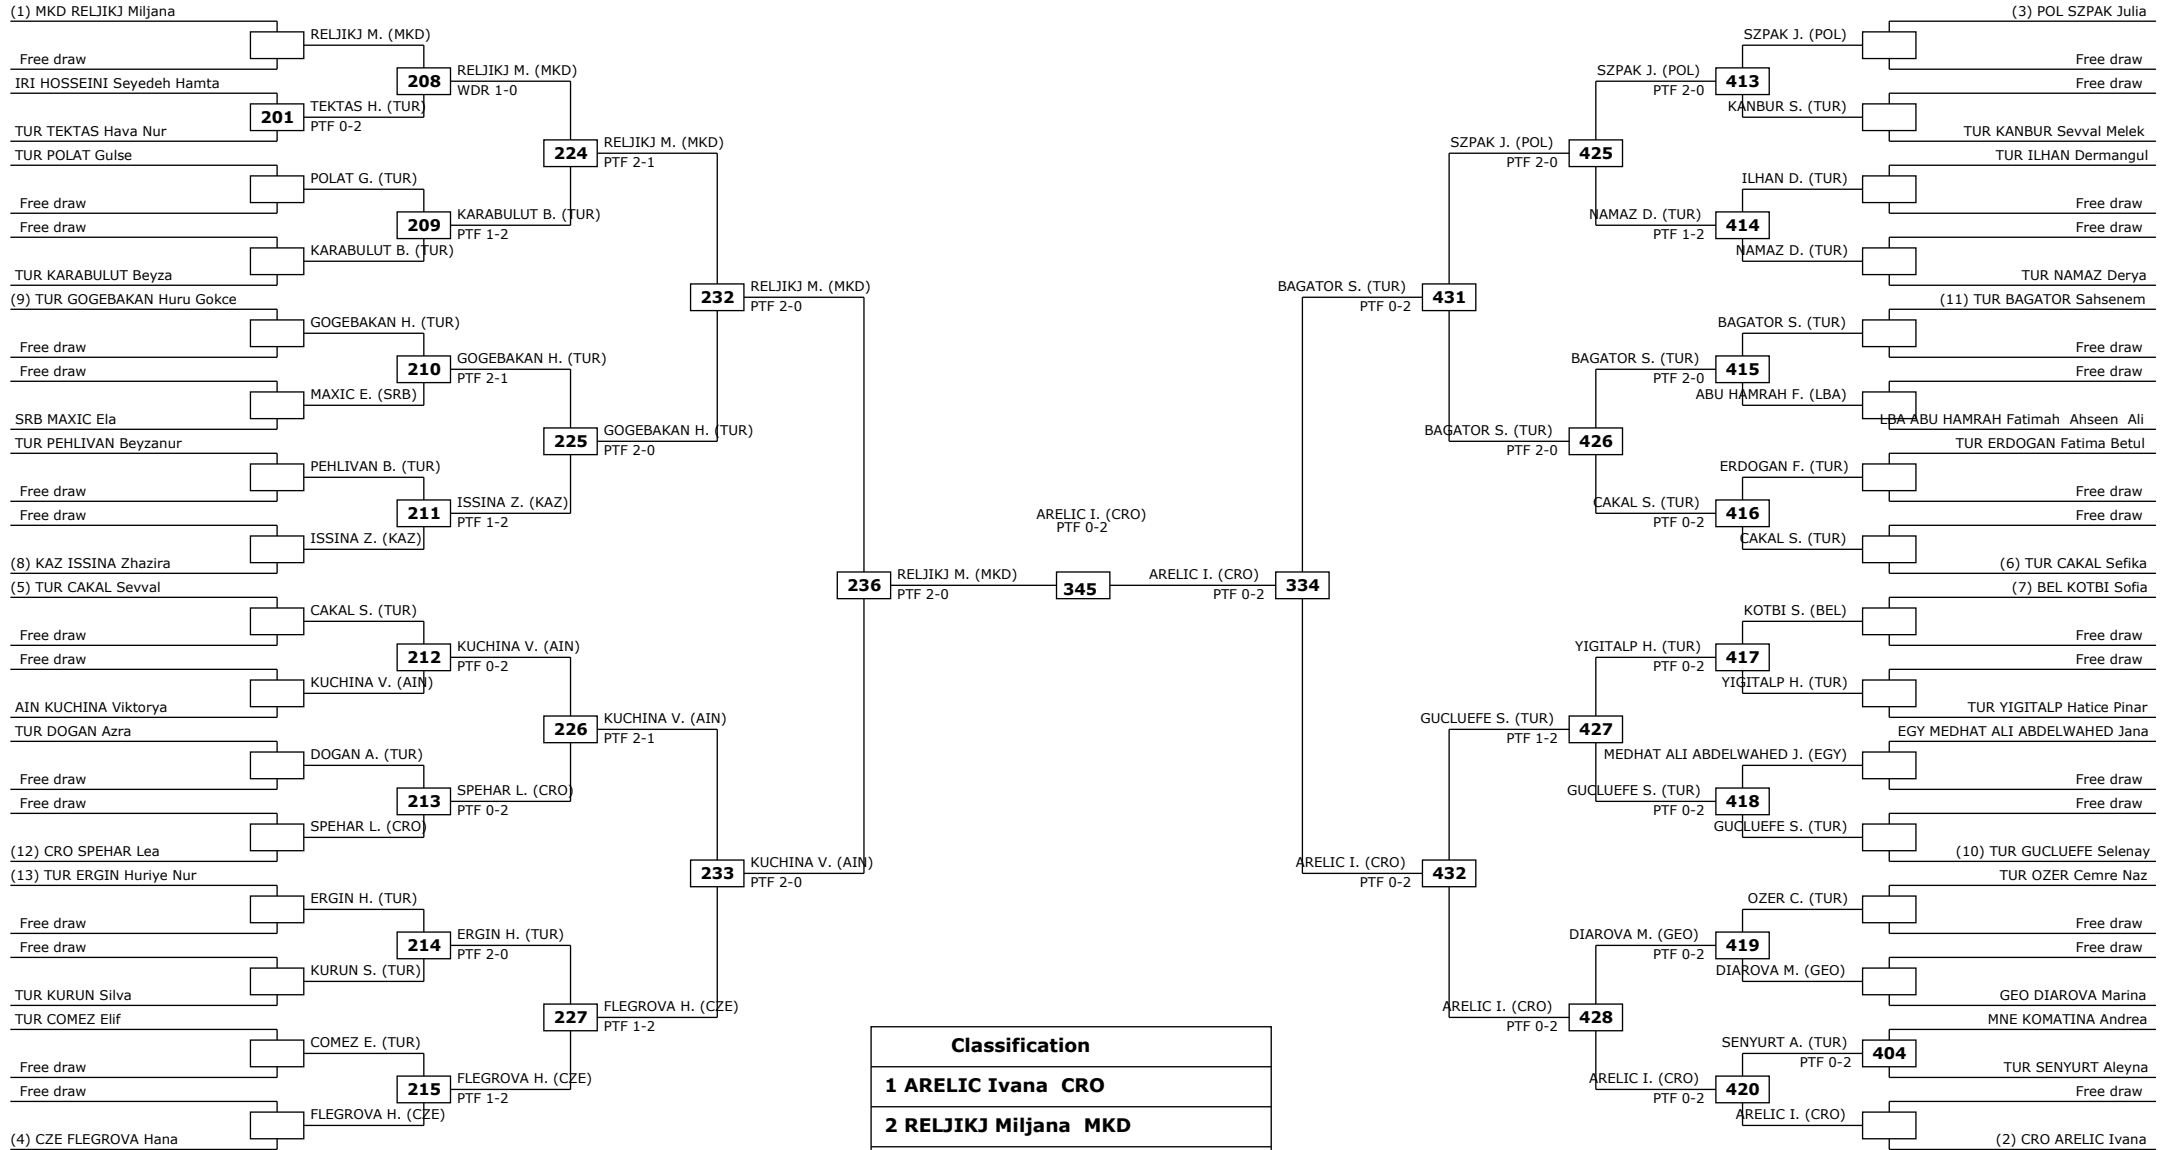 (1) MKD RELJIKJ Miljana
Free draw
IRI HOSSEINI Seyedeh Hamta
TUR TEKTAS Hava Nur
TUR POLAT Gulse
Free draw
Free draw
TUR KARABULUT Beyza
(9) TUR GOGEBAKAN Huru Gokce
Free draw
Free draw
SRB MAXIC Ela
TUR PEHLIVAN Beyzanur
Free draw
Free draw
(8) KAZ ISSINA Zhazira
(5) TUR CAKAL Sevval
Free draw
Free draw
AIN KUCHINA Viktorya
TUR DOGAN Azra
Free draw
Free draw
(12) CRO SPEHAR Lea
(13) TUR ERGIN Huriye Nur
Free draw
Free draw
TUR KURUN Silva
TUR COMEZ Elif
Free draw
Free draw
(4) CZE FLEGROVA Hana
RELJIKJ M. (MKD)
201
TEKTAS H. (TUR)
PTF 0-2
POLAT G. (TUR)
KARABULUT B. (TUR)
GOGEBAKAN H. (TUR)
MAXIC E. (SRB)
PEHLIVAN B. (TUR)
ISSINA Z. (KAZ)
CAKAL S. (TUR)
KUCHINA V. (AIN)
DOGAN A. (TUR)
SPEHAR L. (CRO)
ERGIN H. (TUR)
KURUN S. (TUR)
COMEZ E. (TUR)
FLEGROVA H. (CZE)
208
RELJIKJ M. (MKD)
WDR 1-0
209
KARABULUT B. (TUR)
PTF 1-2
210
GOGEBAKAN H. (TUR)
PTF 2-1
211
ISSINA Z. (KAZ)
PTF 1-2
212
KUCHINA V. (AIN)
PTF 0-2
213
SPEHAR L. (CRO)
PTF 0-2
214
ERGIN H. (TUR)
PTF 2-0
215
FLEGROVA H. (CZE)
PTF 1-2
224
RELJIKJ M. (MKD)
PTF 2-1
225
GOGEBAKAN H. (TUR)
PTF 2-0
226
KUCHINA V. (AIN)
PTF 2-1
227
FLEGROVA H. (CZE)
PTF 1-2
232
RELJIKJ M. (MKD)
PTF 2-0
233
KUCHINA V. (AIN)
PTF 2-0
236
RELJIKJ M. (MKD)
PTF 2-0
ARELIC I. (CRO)
PTF 0-2
345
ARELIC I. (CRO)
PTF 0-2
334
BAGATOR S. (TUR)
PTF 0-2
431
ARELIC I. (CRO)
PTF 0-2
432
SZPAK J. (POL)
PTF 2-0
425
BAGATOR S. (TUR)
PTF 2-0
426
GUCLUEFE S. (TUR)
PTF 1-2
427
ARELIC I. (CRO)
PTF 0-2
428
SZPAK J. (POL)
PTF 2-0
413
NAMAZ D. (TUR)
PTF 1-2
414
BAGATOR S. (TUR)
PTF 2-0
415
CAKAL S. (TUR)
PTF 0-2
416
YIGITALP H. (TUR)
PTF 0-2
417
GUCLUEFE S. (TUR)
PTF 0-2
418
DIAROVA M. (GEO)
PTF 0-2
419
ARELIC I. (CRO)
PTF 0-2
420
SZPAK J. (POL)
KANBUR S. (TUR)
ILHAN D. (TUR)
NAMAZ D. (TUR)
BAGATOR S. (TUR)
ABU HAMRAH F. (LBA)
ERDOGAN F. (TUR)
CAKAL S. (TUR)
KOTBI S. (BEL)
YIGITALP H. (TUR)
MEDHAT ALI ABDELWAHED J. (EGY)
GUCLUEFE S. (TUR)
OZER C. (TUR)
DIAROVA M. (GEO)
SENYURT A. (TUR)
PTF 0-2
404
ARELIC I. (CRO)
(3) POL SZPAK Julia
Free draw
Free draw
TUR KANBUR Sevval Melek
TUR ILHAN Dermangul
Free draw
Free draw
TUR NAMAZ Derya
(11) TUR BAGATOR Sahsenem
Free draw
Free draw
LBA ABU HAMRAH Fatimah Ahseen Ali
TUR ERDOGAN Fatima Betul
Free draw
Free draw
(6) TUR CAKAL Sefika
(7) BEL KOTBI Sofia
Free draw
Free draw
TUR YIGITALP Hatice Pinar
EGY MEDHAT ALI ABDELWAHED Jana
Free draw
Free draw
(10) TUR GUCLUEFE Selenay
TUR OZER Cemre Naz
Free draw
Free draw
GEO DIAROVA Marina
MNE KOMATINA Andrea
TUR SENYURT Aleyna
Free draw
(2) CRO ARELIC Ivana
Classification
1 ARELIC Ivana CRO
2 RELJIKJ Miljana MKD